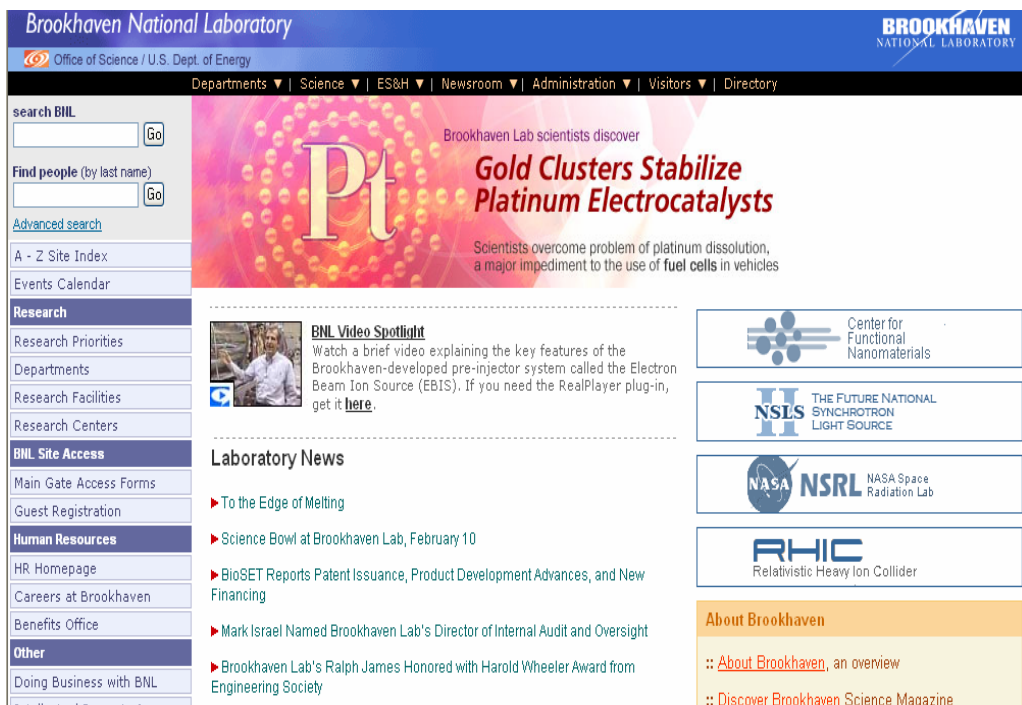 Brookhaven National Laboratory
BROOKHAVEN
NATIONAL LABORATORY
Office of Science / U.S. Dept. of Energy
Departments ▼ | Science ▼ | ES&H ▼ | Newsroom ▼ | Administration ▼ | Visitors ▼ | Directory
search BNL
Go
Find people (by last name)
Go
Advanced search
A - Z Site Index
Events Calendar
Research
Research Priorities
Departments
Research Facilities
Research Centers
BNL Site Access
Main Gate Access Forms
Guest Registration
Human Resources
HR Homepage
Careers at Brookhaven
Benefits Office
Other
Doing Business with BNL
Pt
Brookhaven Lab scientists discover
Gold Clusters Stabilize
Platinum Electrocatalysts
Scientists overcome problem of platinum dissolution,
a major impediment to the use of fuel cells in vehicles
BNL Video Spotlight
Watch a brief video explaining the key features of the
Brookhaven-developed pre-injector system called the Electron
Beam Ion Source (EBIS). If you need the RealPlayer plug-in,
get it here.
Laboratory News
To the Edge of Melting
Science Bowl at Brookhaven Lab, February 10
BioSET Reports Patent Issuance, Product Development Advances, and New
Financing
Mark Israel Named Brookhaven Lab's Director of Internal Audit and Oversight
Brookhaven Lab's Ralph James Honored with Harold Wheeler Award from
Engineering Society
Center for
Functional
Nanomaterials
NSLS II
THE FUTURE NATIONAL
SYNCHROTRON
LIGHT SOURCE
NASA NSRL
NASA Space
Radiation Lab
RHIC
Relativistic Heavy Ion Collider
About Brookhaven
:: About Brookhaven, an overview
:: Discover Brookhaven Science Magazine